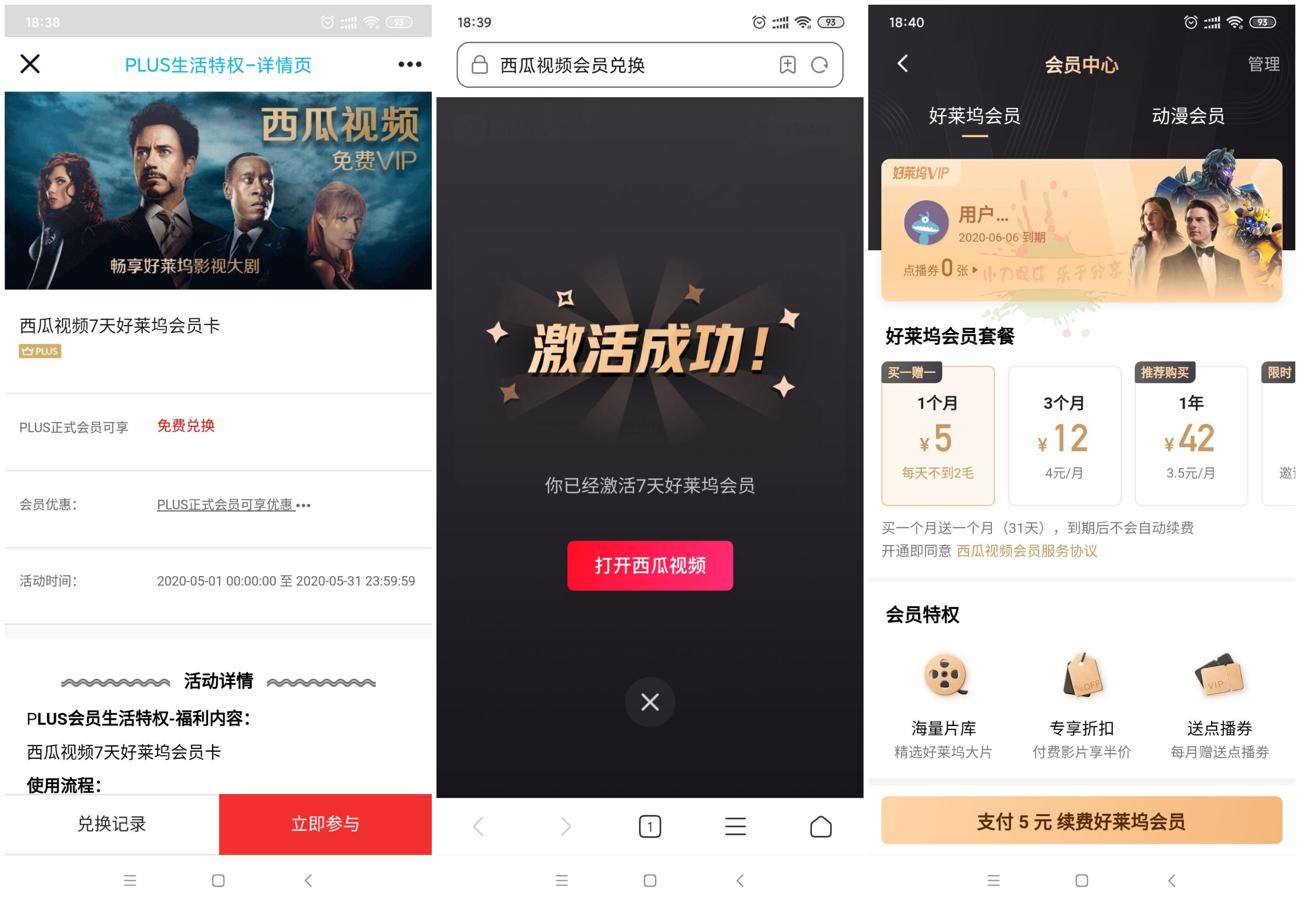 18:38
93
PLUS生活特权-详情页
西瓜视频
免费VIP
畅享好莱坞影视大剧
西瓜视频7天好莱坞会员卡
PLUS
PLUS正式会员可享 免费兑换
会员优惠: PLUS正式会员可享优惠
活动时间: 2020-05-01 00:00:00 至 2020-05-31 23:59:59
活动详情
PLUS会员生活特权-福利内容:
西瓜视频7天好莱坞会员卡
使用流程:
兑换记录
立即参与
18:39
93
西瓜视频会员兑换
激活成功!
你已经激活7天好莱坞会员
打开西瓜视频
1
18:40
93
会员中心
管理
好莱坞会员
动漫会员
好莱坞VIP
用户...
2020-06-06 到期
点播券0张
小刀娱乐 乐于分享
好莱坞会员套餐
买一赠一
1个月
¥5
每天不到2毛
3个月
¥12
4元/月
推荐购买
1年
¥42
3.5元/月
限时
买一个月送一个月（31天），到期后不会自动续费
开通即同意 西瓜视频会员服务协议
会员特权
%OFF
VIP
海量片库
精选好莱坞大片
专享折扣
付费影片享半价
送点播券
每月赠送点播券
支付 5 元 续费好莱坞会员